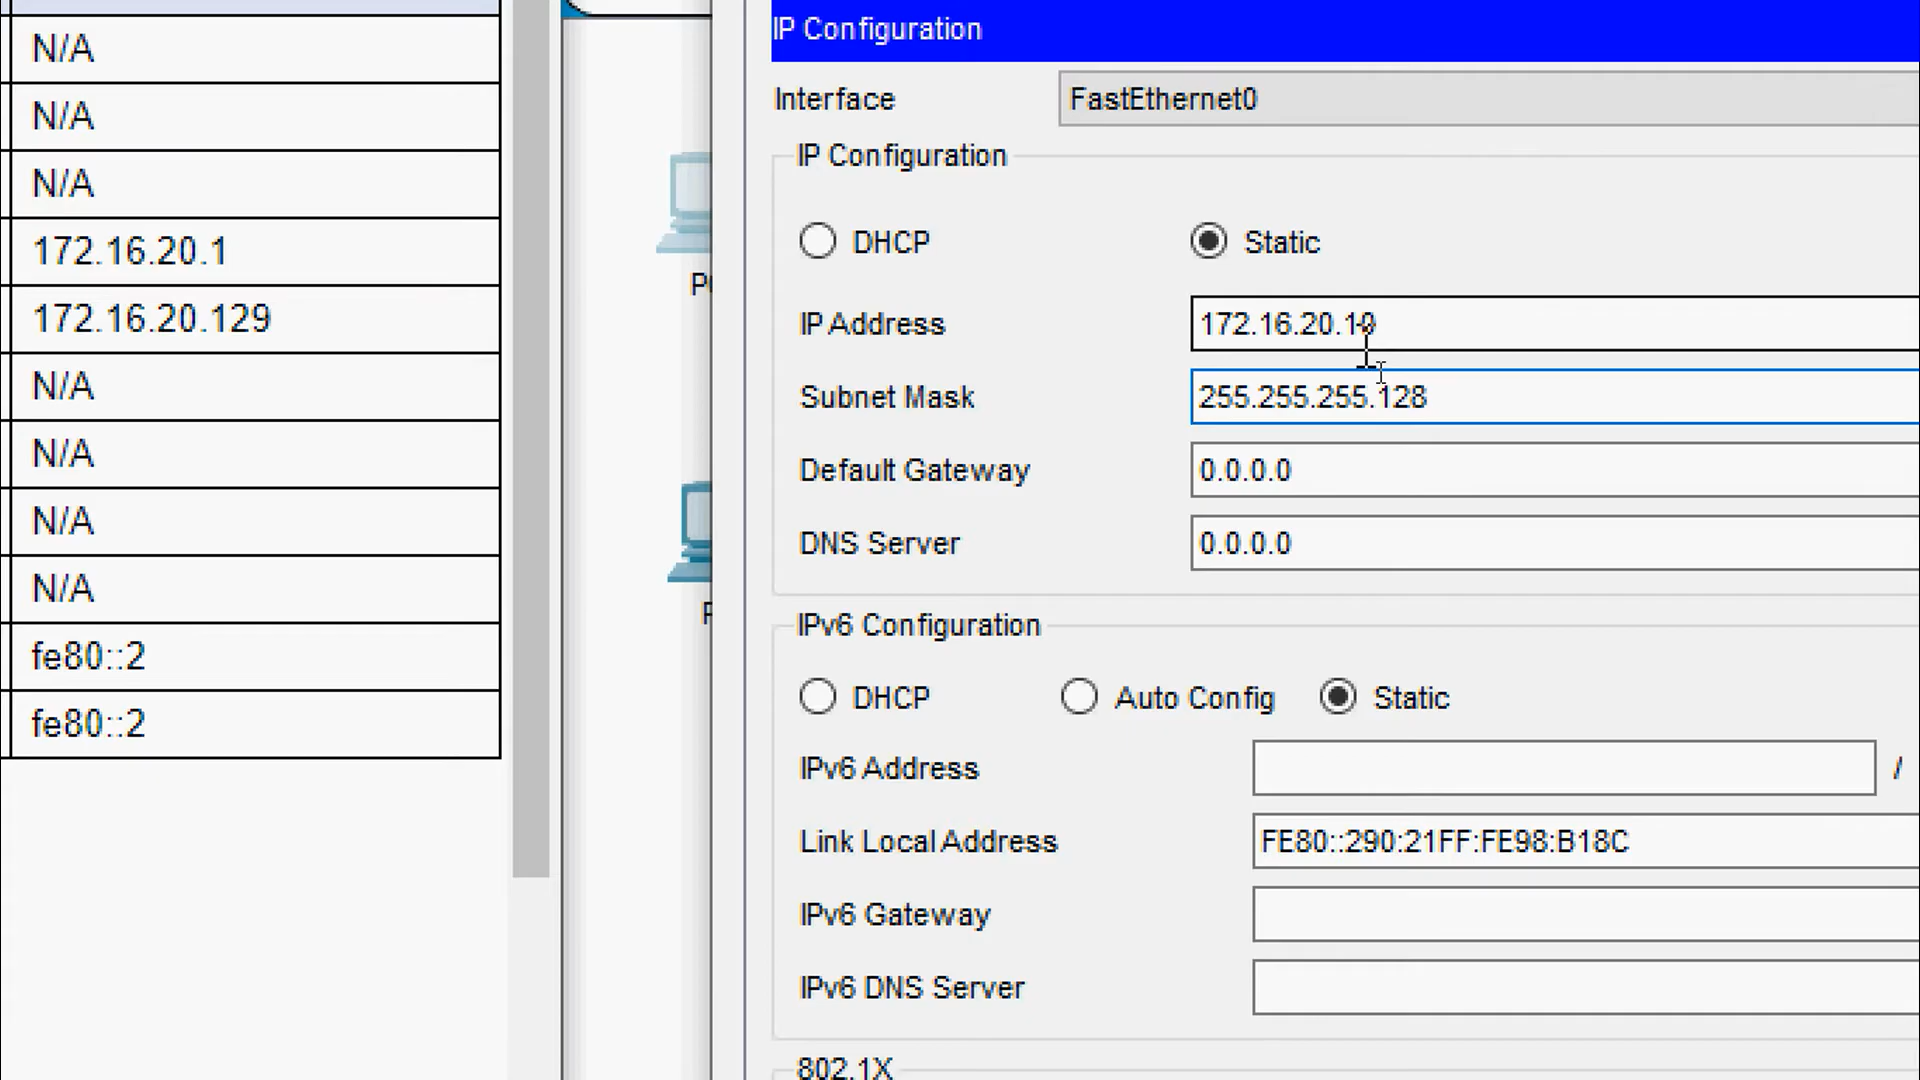 N/A
N/A
N/A
172.16.20.1
172.16.20.129
N/A
N/A
N/A
N/A
fe80::2
fe80::2
IP Configuration
Interface FastEthernet0
IP Configuration
DHCP Static
IP Address 172.16.20.10
Subnet Mask 255.255.255.128
Default Gateway 0.0.0.0
DNS Server 0.0.0.0
IPv6 Configuration
DHCP Auto Config Static
IPv6 Address /
Link Local Address FE80::290:21FF:FE98:B18C
IPv6 Gateway
IPv6 DNS Server
802.1X